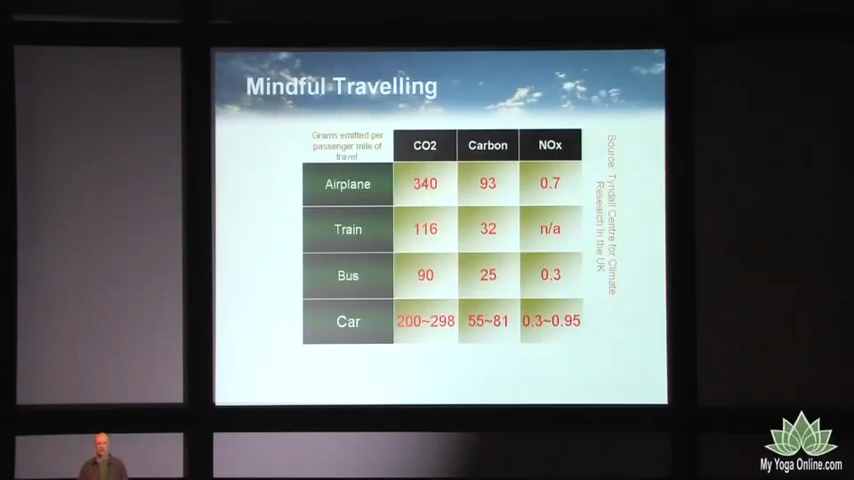 Mindful Travelling
Grams emitted per
passenger mile of
travel
CO2
Carbon
NOx
Airplane
340
93
0.7
Train
116
32
n/a
Bus
90
25
0.3
Car
200~298
55~81
0.3~0.95
Source: Tyndall Centre for Climate
Research in the UK
My Yoga Online.com